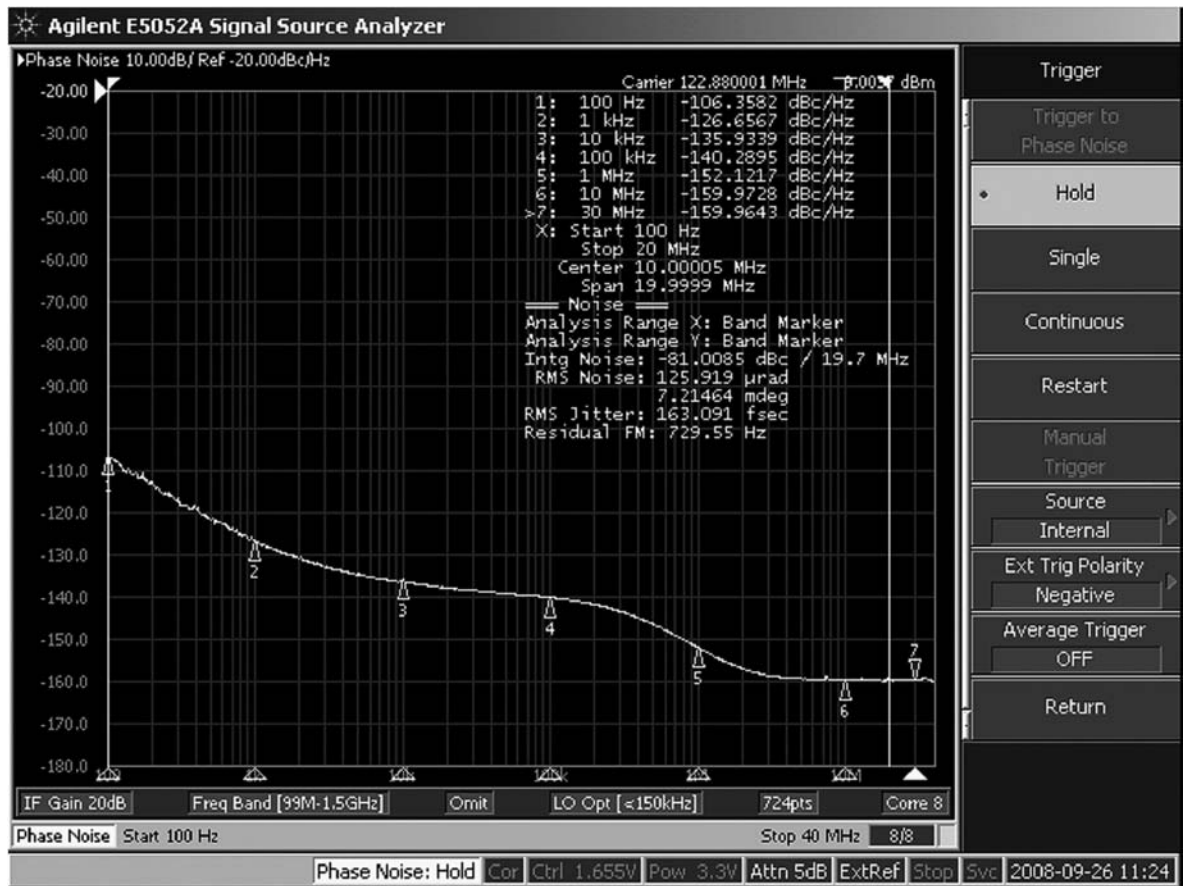 Agilent E5052A Signal Source Analyzer
▶Phase Noise 10.00dB/ Ref -20.00dBc/Hz
Carrier 122.880001 MHz dBm
1: 100 Hz -106.3582 dBc/Hz
2: 1 kHz -126.6567 dBc/Hz
3: 10 kHz -135.9339 dBc/Hz
4: 100 kHz -140.2895 dBc/Hz
5: 1 MHz -152.1217 dBc/Hz
6: 10 MHz -159.9728 dBc/Hz
>7: 30 MHz -159.9643 dBc/Hz
X: Start 100 Hz
Stop 20 MHz
Center 10.00005 MHz
Span 19.9999 MHz
=== Noise ===
Analysis Range X: Band Marker
Analysis Range Y: Band Marker
Intg Noise: -81.0085 dBc / 19.7 MHz
RMS Noise: 125.919 μrad
7.21464 mdeg
RMS Jitter: 163.091 fsec
Residual FM: 729.55 Hz
-20.00
-30.00
-40.00
-50.00
-60.00
-70.00
-80.00
-90.00
-100.0
-110.0
-120.0
-130.0
-140.0
-150.0
-160.0
-170.0
-180.0
1
2
3
4
5
6
7
IF Gain 20dB
Freq Band [99M-1.5GHz]
Omit
LO Opt [<150kHz]
724pts
Corre 8
Phase Noise Start 100 Hz
Stop 40 MHz 8/8
Phase Noise: Hold Cor Ctrl 1.655V Pow 3.3V Attn 5dB ExtRef Stop Svc 2008-09-26 11:24
Trigger
Trigger to
Phase Noise
Hold
Single
Continuous
Restart
Manual
Trigger
Source
Internal
Ext Trig Polarity
Negative
Average Trigger
OFF
Return